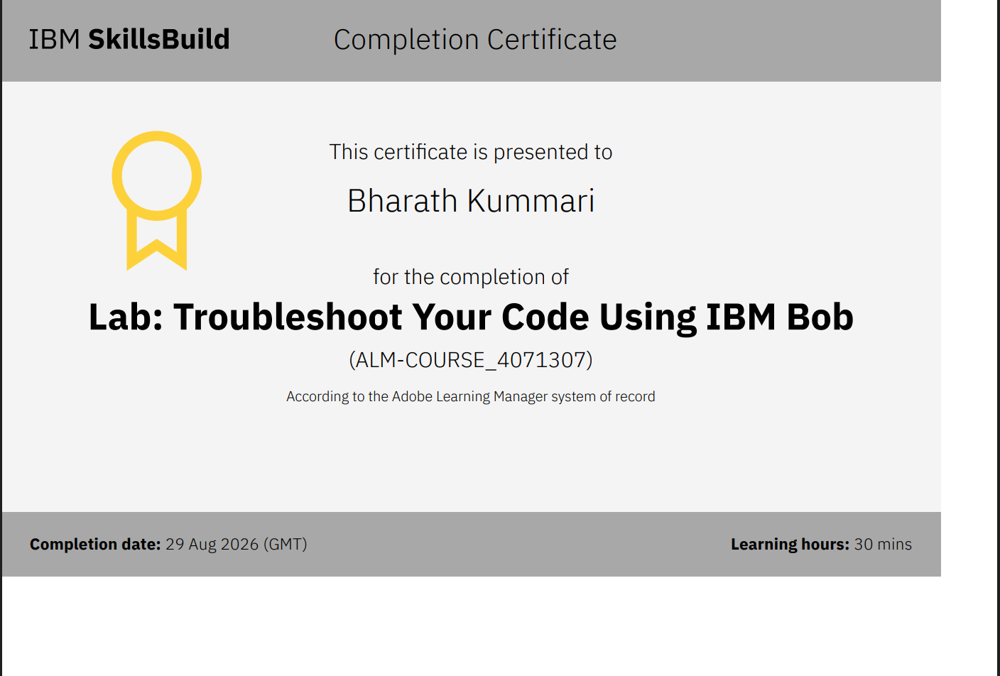 IBM SkillsBuild
Completion Certificate
This certificate is presented to
Bharath Kummari
for the completion of
Lab: Troubleshoot Your Code Using IBM Bob
(ALM-COURSE_4071307)
According to the Adobe Learning Manager system of record
Completion date: 29 Aug 2026 (GMT)
Learning hours: 30 mins